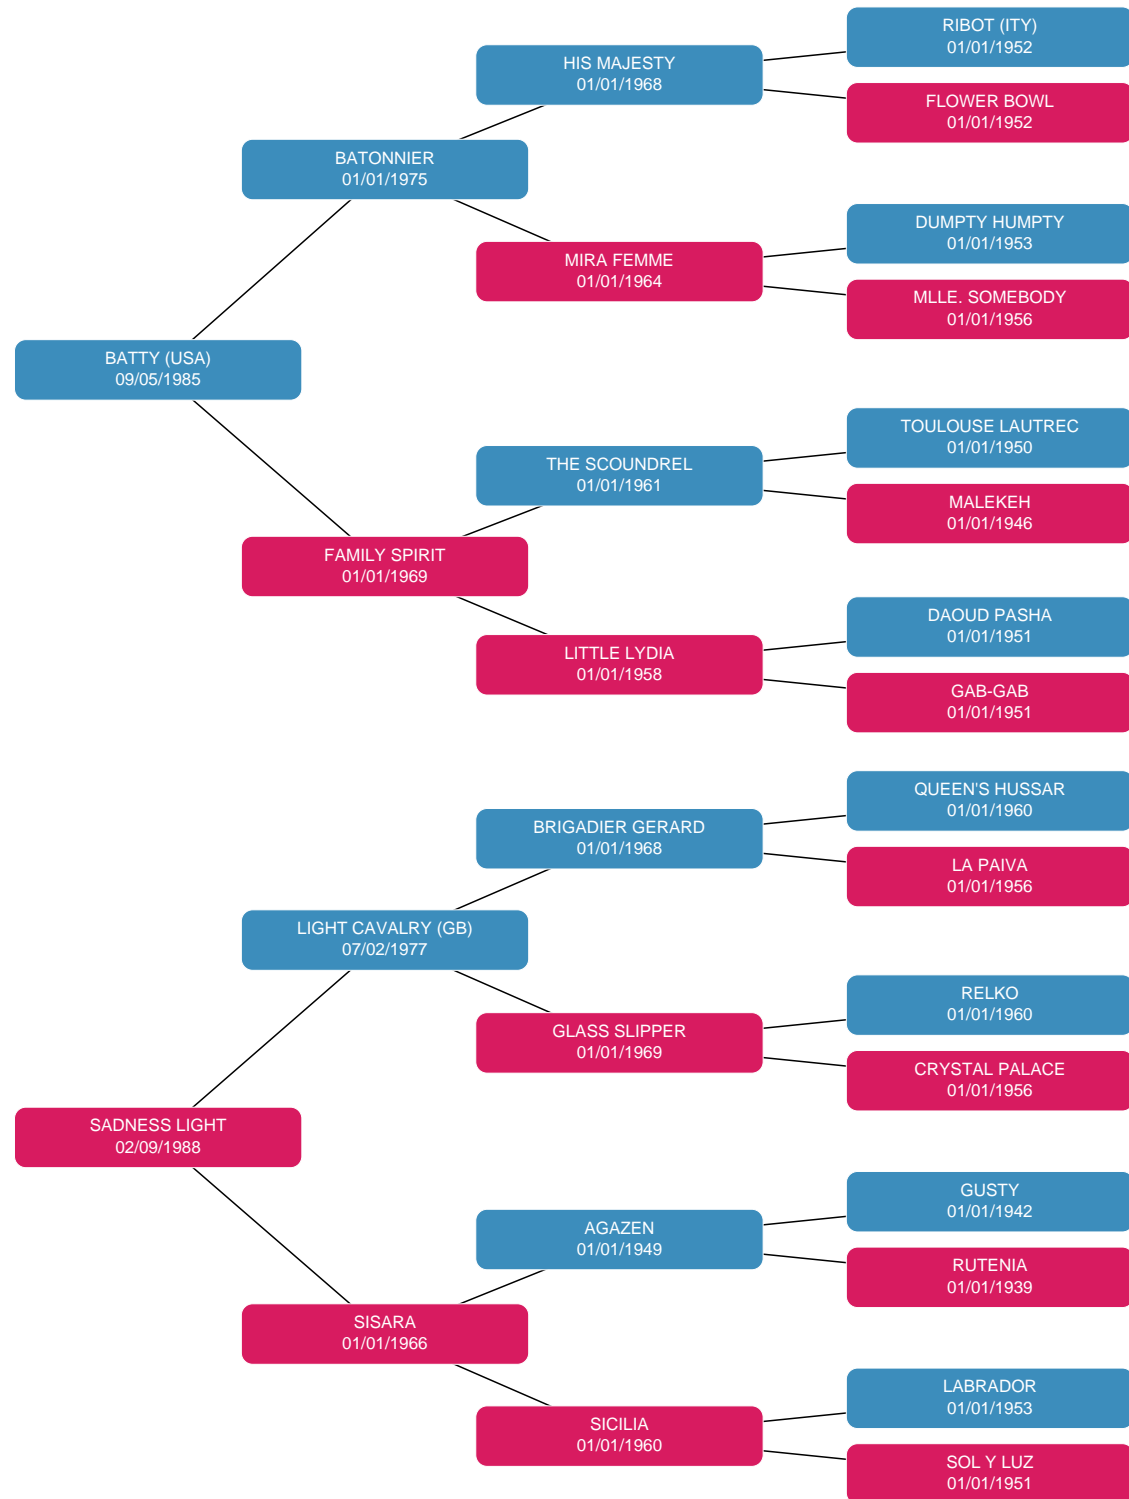 RIBOT (ITY)
01/01/1952
HIS MAJESTY
01/01/1968
FLOWER BOWL
01/01/1952
BATONNIER
01/01/1975
DUMPTY HUMPTY
01/01/1953
MIRA FEMME
01/01/1964
MLLE. SOMEBODY
01/01/1956
BATTY (USA)
09/05/1985
TOULOUSE LAUTREC
01/01/1950
THE SCOUNDREL
01/01/1961
MALEKEH
01/01/1946
FAMILY SPIRIT
01/01/1969
DAOUD PASHA
01/01/1951
LITTLE LYDIA
01/01/1958
GAB-GAB
01/01/1951
QUEEN'S HUSSAR
01/01/1960
BRIGADIER GERARD
01/01/1968
LA PAIVA
01/01/1956
LIGHT CAVALRY (GB)
07/02/1977
RELKO
01/01/1960
GLASS SLIPPER
01/01/1969
CRYSTAL PALACE
01/01/1956
SADNESS LIGHT
02/09/1988
GUSTY
01/01/1942
AGAZEN
01/01/1949
RUTENIA
01/01/1939
SISARA
01/01/1966
LABRADOR
01/01/1953
SICILIA
01/01/1960
SOL Y LUZ
01/01/1951